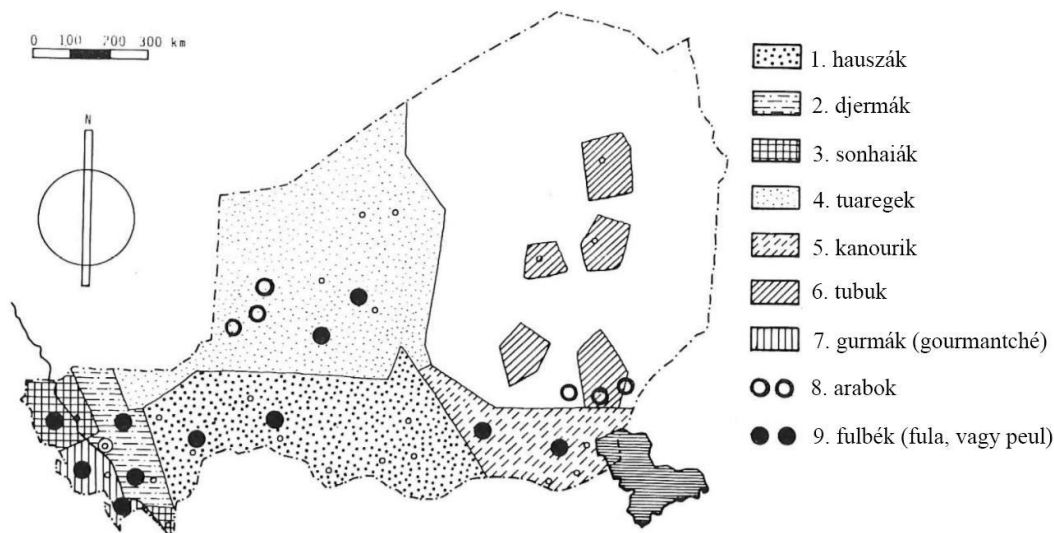 0 100 200 300 km
N
1. hauszák
2. djermák
3. sonhaiák
4. tuaregek
5. kanourik
6. tubuk
7. gurmák (gourmantché)
8. arabok
9. fulbék (fula, vagy peul)